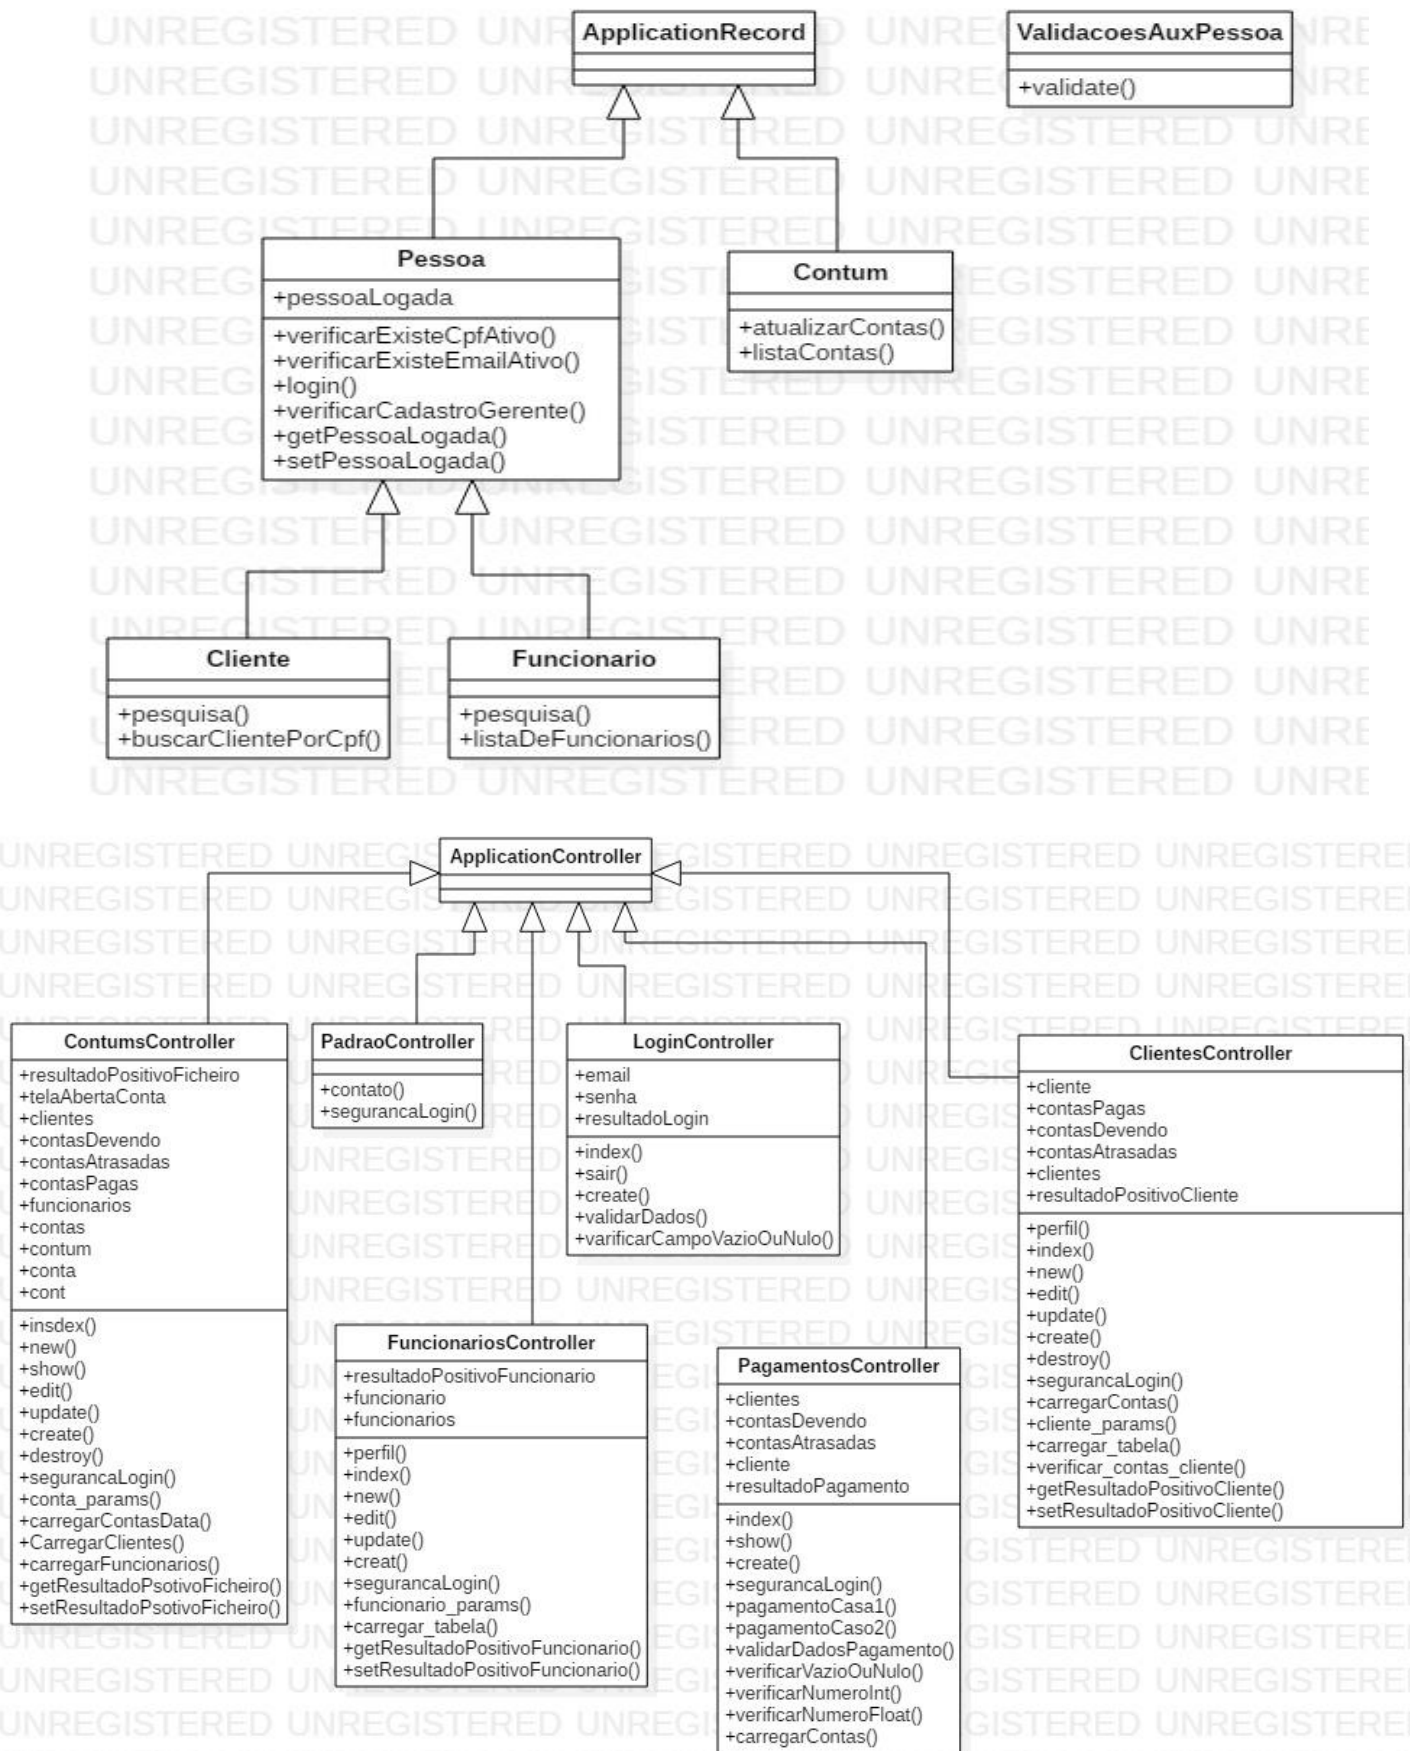 ApplicationRecord
ValidacoesAuxPessoa
+validate()
Pessoa
+pessoaLogada
+verificarExisteCpfAtivo()
+verificarExisteEmailAtivo()
+login()
+verificarCadastroGerente()
+getPessoaLogada()
+setPessoaLogada()
Contum
+atualizarContas()
+listaContas()
Cliente
+pesquisa()
+buscarClientePorCpf()
Funcionario
+pesquisa()
+listaDeFuncionarios()
ApplicationController
ContumsController
+resultadoPositivoFicheiro
+telaAbertaConta
+clientes
+contasDevendo
+contasAtrasadas
+contasPagas
+funcionarios
+contas
+contum
+conta
+cont
+insdex()
+new()
+show()
+edit()
+update()
+create()
+destroy()
+segurancaLogin()
+conta_params()
+carregarContasData()
+CarregarClientes()
+carregarFuncionarios()
+getResultadoPsotivoFicheiro()
+setResultadoPsotivoFicheiro()
PadraoController
+contato()
+segurancaLogin()
LoginController
+email
+senha
+resultadoLogin
+index()
+sair()
+create()
+validarDados()
+varificarCampoVazioOuNulo()
ClientesController
+cliente
+contasPagas
+contasDevendo
+contasAtrasadas
+clientes
+resultadoPositivoCliente
+perfil()
+index()
+new()
+edit()
+update()
+create()
+destroy()
+segurancaLogin()
+carregarContas()
+cliente_params()
+carregar_tabela()
+verificar_contas_cliente()
+getResultadoPositivoCliente()
+setResultadoPositivoCliente()
FuncionariosController
+resultadoPositivoFuncionario
+funcionario
+funcionarios
+perfil()
+index()
+new()
+edit()
+update()
+creat()
+segurancaLogin()
+funcionario_params()
+carregar_tabela()
+getResultadoPositivoFuncionario()
+setResultadoPositivoFuncionario()
PagamentosController
+clientes
+contasDevendo
+contasAtrasadas
+cliente
+resultadoPagamento
+index()
+show()
+create()
+segurancaLogin()
+pagamentoCasa1()
+pagamentoCaso2()
+validarDadosPagamento()
+verificarVazioOuNulo()
+verificarNumeroInt()
+verificarNumeroFloat()
+carregarContas()